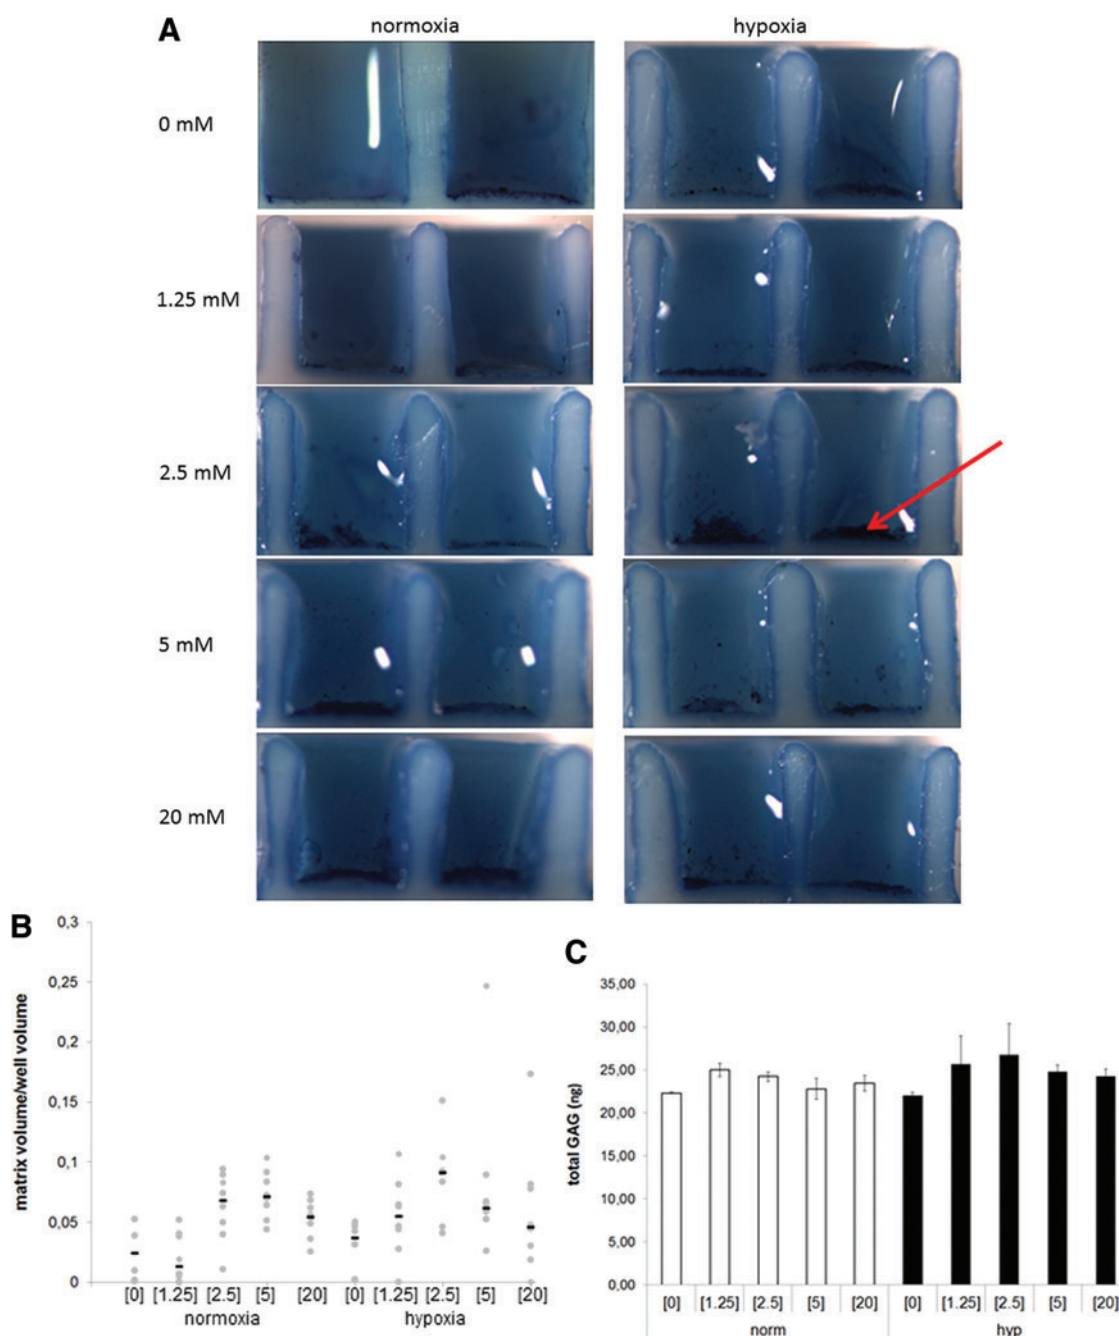 A
normoxia
hypoxia
0 mM
1.25 mM
2.5 mM
5 mM
20 mM
B
0,3
0,25
0,2
0,15
0,1
0,05
0
matrix volume/well volume
[0] [1.25] [2.5] [5] [20] [0] [1.25] [2.5] [5] [20]
normoxia hypoxia
C
35,00
30,00
25,00
20,00
15,00
10,00
5,00
0,00
total GAG (ng)
[0] [1.25] [2.5] [5] [20] [0] [1.25] [2.5] [5] [20]
norm hyp